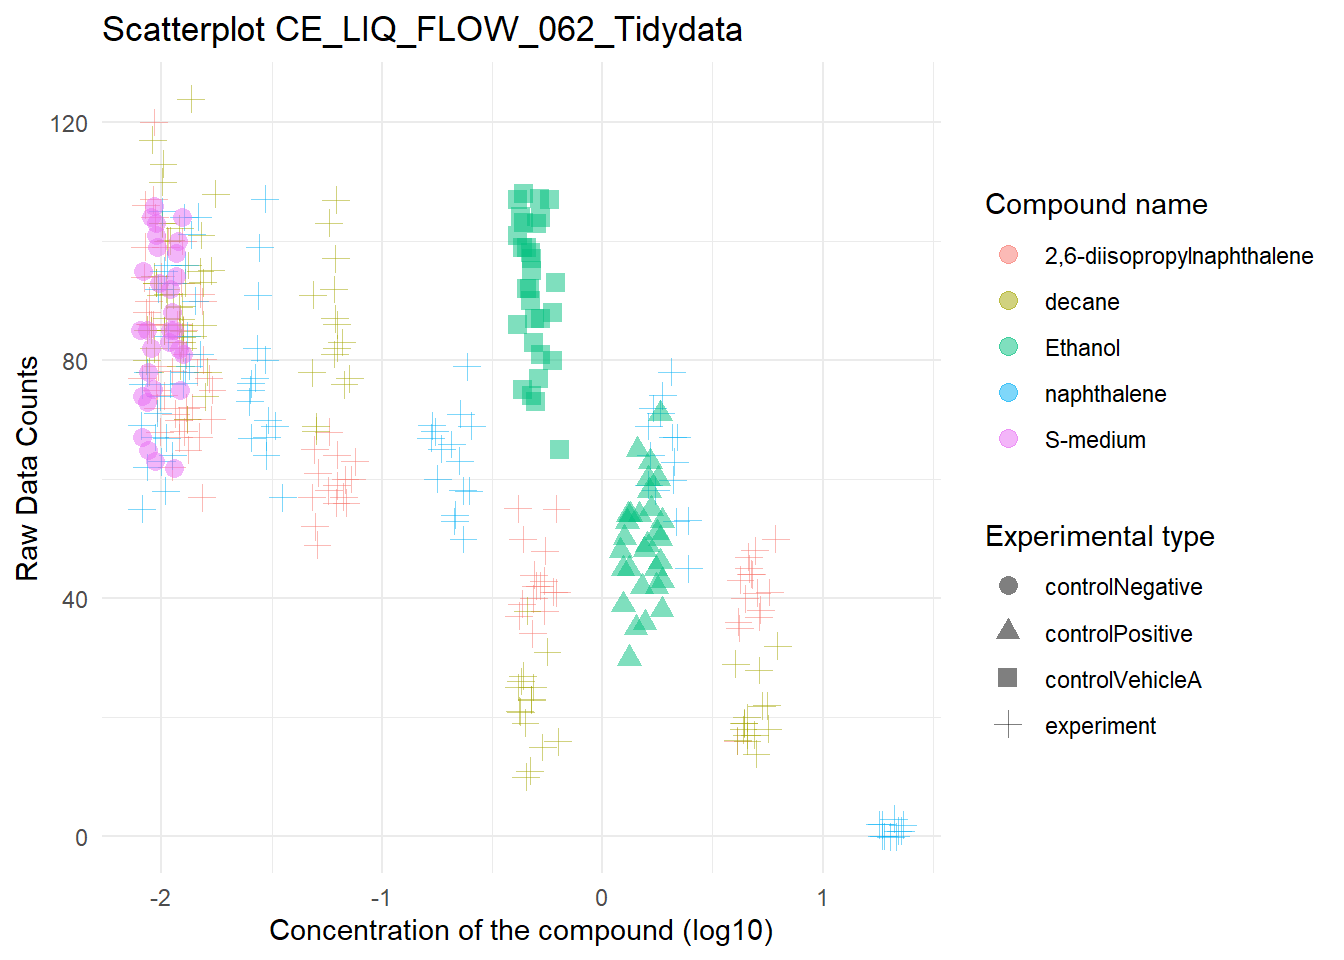 Scatterplot CE_LIQ_FLOW_062_Tidydata
120
80
40
0
Raw Data Counts
-2
-1
0
1
Concentration of the compound (log10)
Compound name
2,6-diisopropylnaphthalene
decane
Ethanol
naphthalene
S-medium
Experimental type
controlNegative
controlPositive
controlVehicleA
experiment